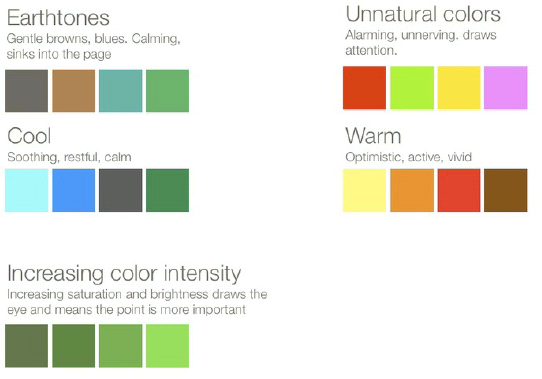 Earthtones
Gentle browns, blues. Calming,
sinks into the page
Unnatural colors
Alarming, unnerving. draws
attention.
Cool
Soothing, restful, calm
Warm
Optimistic, active, vivid
Increasing color intensity
Increasing saturation and brightness draws the
eye and means the point is more important